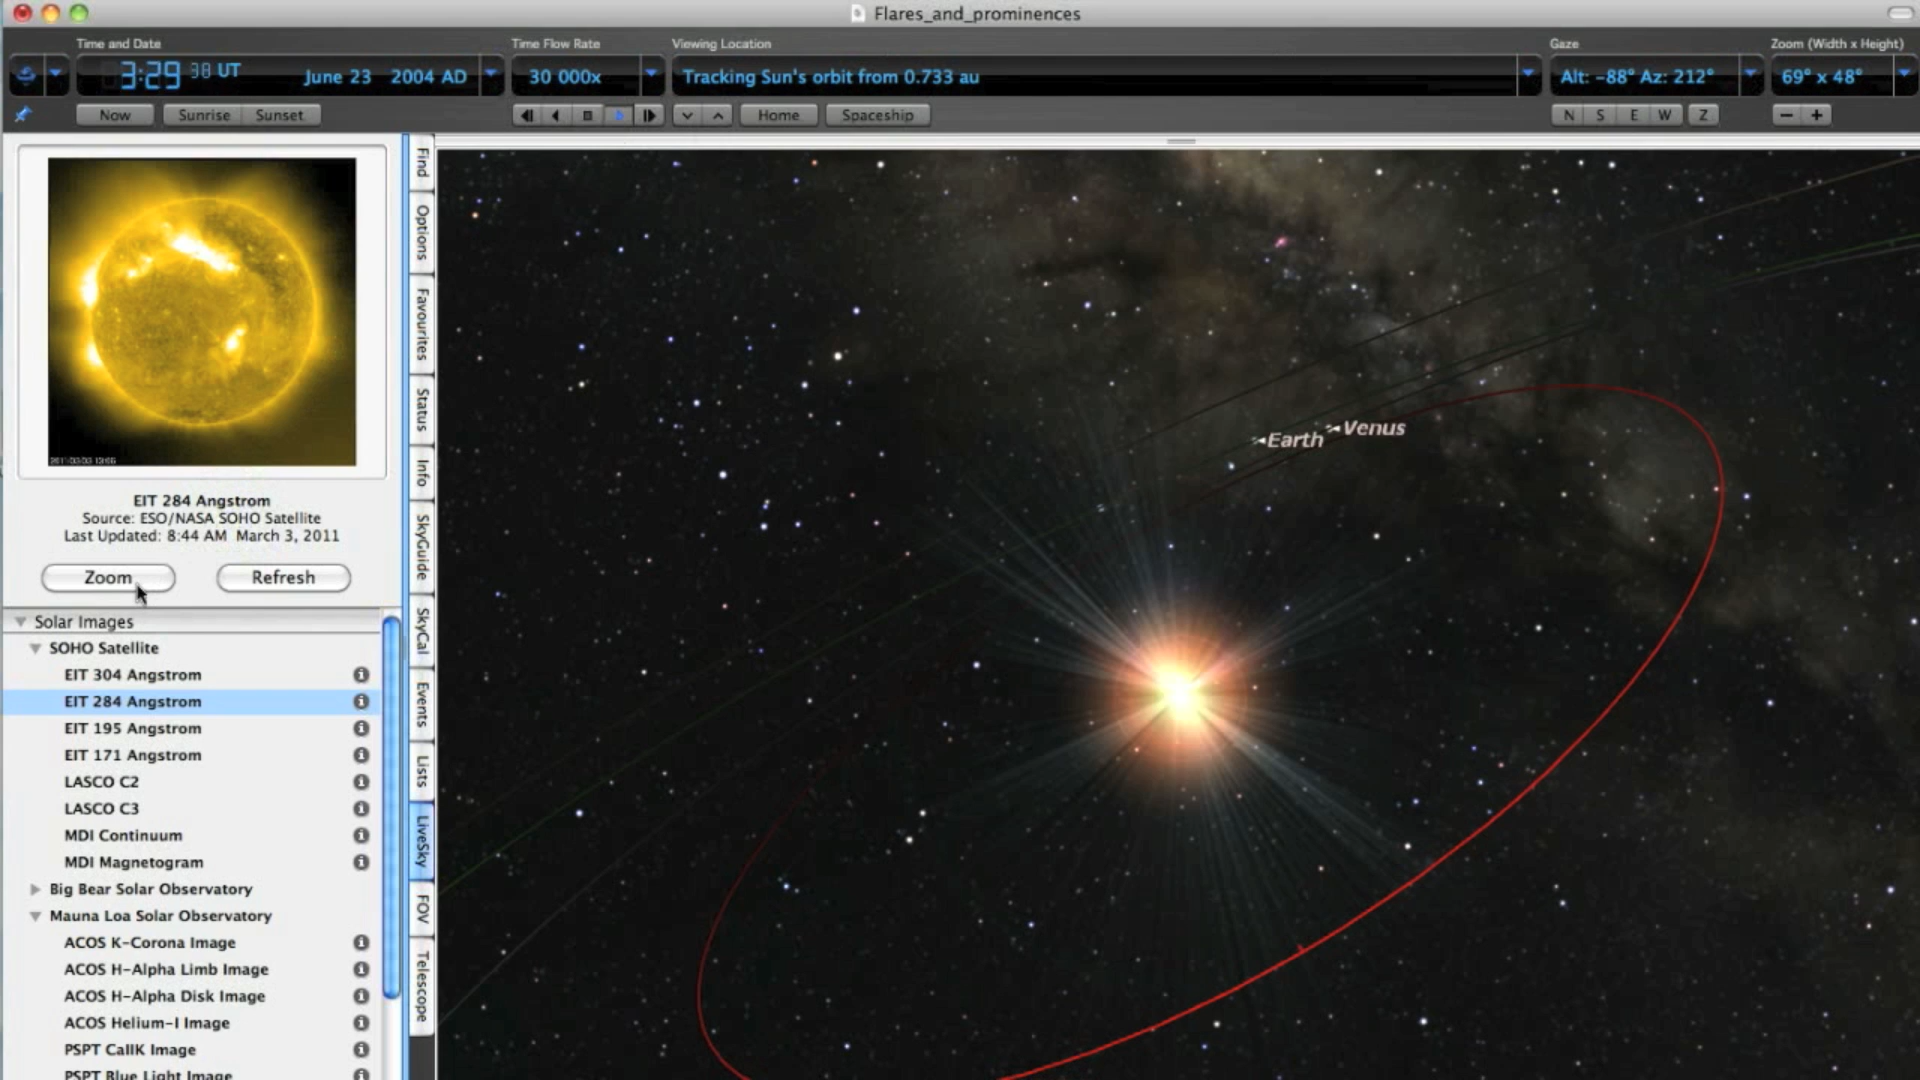 Flares_and_prominences
Time and Date
Time Flow Rate
Viewing Location
Gaze
Zoom (Width x Height)
3:29 38 UT June 23 2004 AD
30 000x
Tracking Sun's orbit from 0.733 au
Alt: -88° Az: 212°
69° x 48°
Now
Sunrise
Sunset
Home
Spaceship
N S E W Z
− +
EIT 284 Angstrom
Source: ESO/NASA SOHO Satellite
Last Updated: 8:44 AM March 3, 2011
Zoom
Refresh
Solar Images
SOHO Satellite
EIT 304 Angstrom
EIT 284 Angstrom
EIT 195 Angstrom
EIT 171 Angstrom
LASCO C2
LASCO C3
MDI Continuum
MDI Magnetogram
Big Bear Solar Observatory
Mauna Loa Solar Observatory
ACOS K-Corona Image
ACOS H-Alpha Limb Image
ACOS H-Alpha Disk Image
ACOS Helium-I Image
PSPT CallK Image
PSPT Blue Light Image
Find
Options
Favourites
Status
Info
SkyGuide
SkyCal
Events
Lists
LiveSky
FOV
Telescope
Earth
Venus